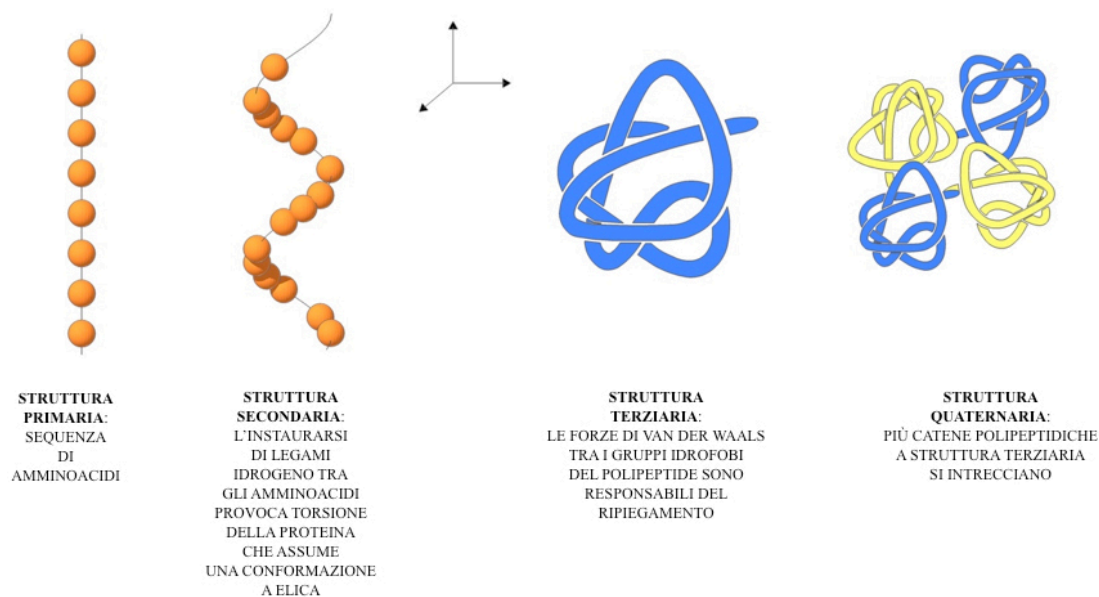 STRUTTURA
PRIMARIA:
SEQUENZA
DI
AMMINOACIDI
STRUTTURA
SECONDARIA:
L'INSTAURARSI
DI LEGAMI
IDROGENO TRA
GLI AMMINOACIDI
PROVOCA TORSIONE
DELLA PROTEINA
CHE ASSUME
UNA CONFORMAZIONE
A ELICA
STRUTTURA
TERZIARIA:
LE FORZE DI VAN DER WAALS
TRA I GRUPPI IDROFOBI
DEL POLIPEPTIDE SONO
RESPONSABILI DEL
RIPIEGAMENTO
STRUTTURA
QUATERNARIA:
PIÙ CATENE POLIPEPTIDICHE
A STRUTTURA TERZIARIA
SI INTRECCIANO